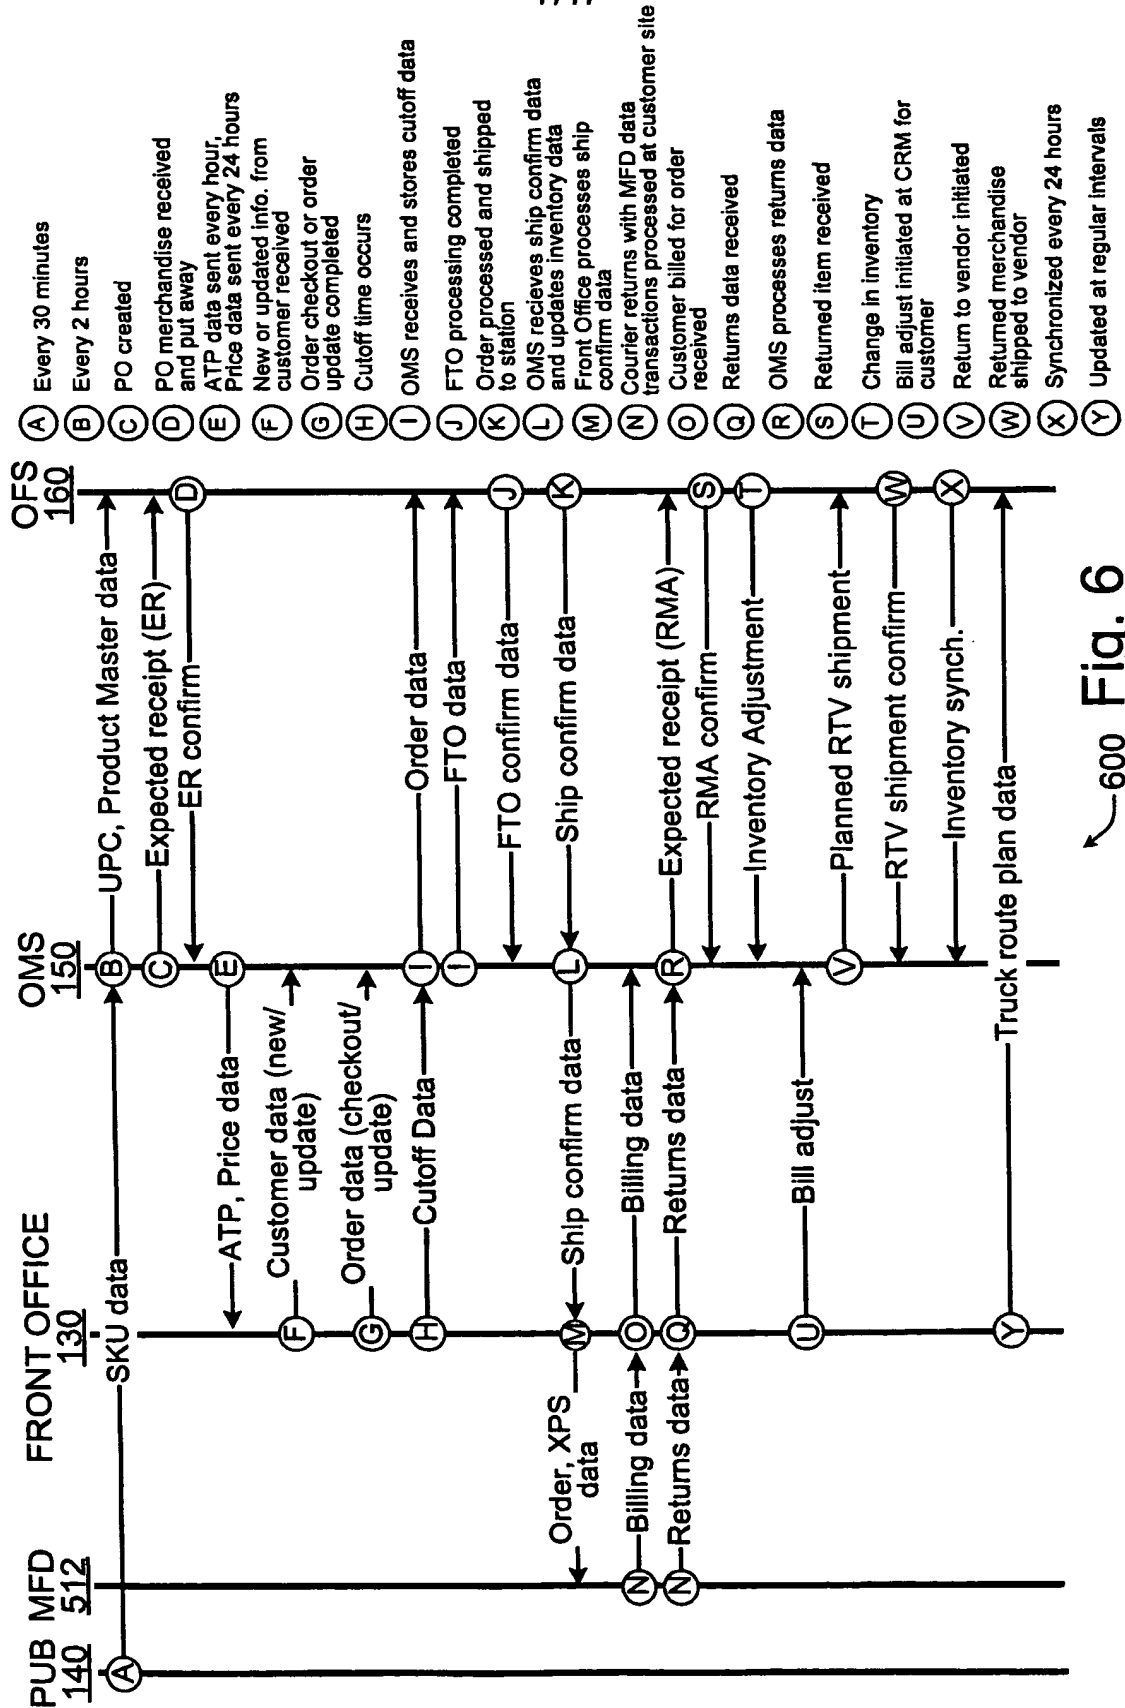 PUB
140
MFD
512
FRONT OFFICE
130
OMS
150
OFS
160
A
SKU data
B
UPC, Product Master data
C
Expected receipt (ER)
D
ER confirm
E
ATP, Price data
F
Customer data (new/
update)
G
Order data (checkout/
update)
H
Cutoff Data
I
Order data
I
FTO data
J
FTO confirm data
K
Ship confirm data
L
Ship confirm data
M
Order, XPS
data
N
Billing data
O
Billing data
N
Returns data
Q
Returns data
R
Expected receipt (RMA)
S
RMA confirm
T
Inventory Adjustment
U
Bill adjust
V
Planned RTV shipment
W
RTV shipment confirm
X
Inventory synch.
Y
Truck route plan data
A Every 30 minutes
B Every 2 hours
C PO created
D PO merchandise received
and put away
E ATP data sent every hour,
Price data sent every 24 hours
F New or updated info. from
customer received
G Order checkout or order
update completed
H Cutoff time occurs
I OMS receives and stores cutoff data
J FTO processing completed
K Order processed and shipped
to station
L OMS recieves ship confirm data
and updates inventory data
M Front Office processes ship
confirm data
N Courier returns with MFD data
transactions processed at customer site
O Customer billed for order
received
Q Returns data received
R OMS processes returns data
S Returned item received
T Change in inventory
U Bill adjust initiated at CRM for
customer
V Return to vendor initiated
W Returned merchandise
shipped to vendor
X Synchronized every 24 hours
Y Updated at regular intervals
600 Fig. 6